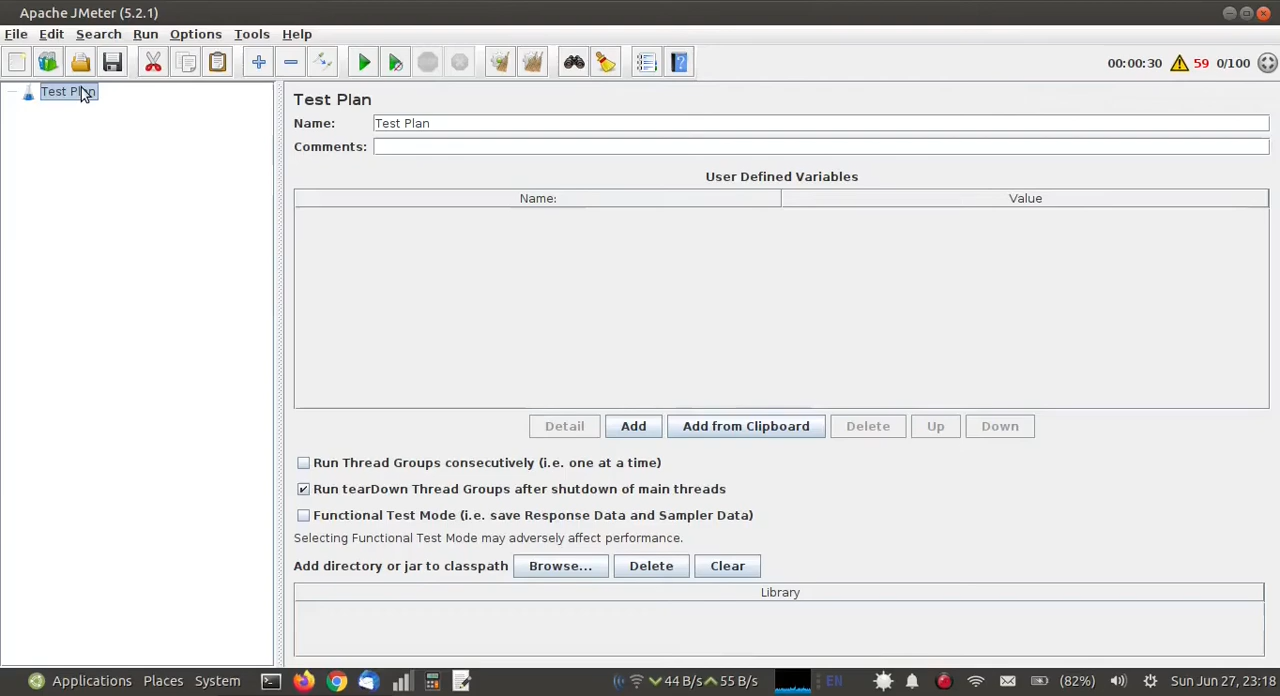 Apache JMeter (5.2.1)
File Edit Search Run Options Tools Help
00:00:30 59 0/100
Test Plan
Test Plan
Name: Test Plan
Comments:
User Defined Variables
Name: Value
Detail Add Add from Clipboard Delete Up Down
Run Thread Groups consecutively (i.e. one at a time)
Run tearDown Thread Groups after shutdown of main threads
Functional Test Mode (i.e. save Response Data and Sampler Data)
Selecting Functional Test Mode may adversely affect performance.
Add directory or jar to classpath Browse... Delete Clear
Library
Applications Places System 44 B/s 55 B/s EN (82%) Sun Jun 27, 23:18